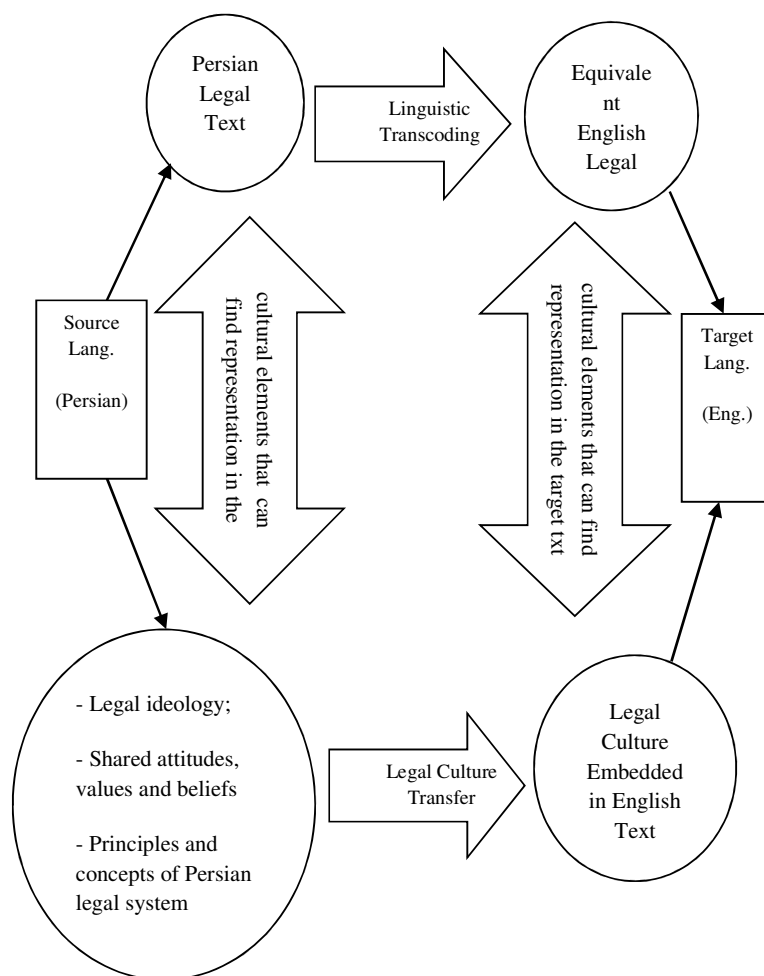 Persian
Legal
Text
Linguistic
Transcoding
Equivale
nt
English
Legal
Source
Lang.
(Persian)
cultural elements that can
find representation in the
cultural elements that can find
representation in the target txt
Target
Lang.
(Eng.)
- Legal ideology;
- Shared attitudes,
values and beliefs
- Principles and
concepts of Persian
legal system
Legal Culture
Transfer
Legal
Culture
Embedded
in English
Text